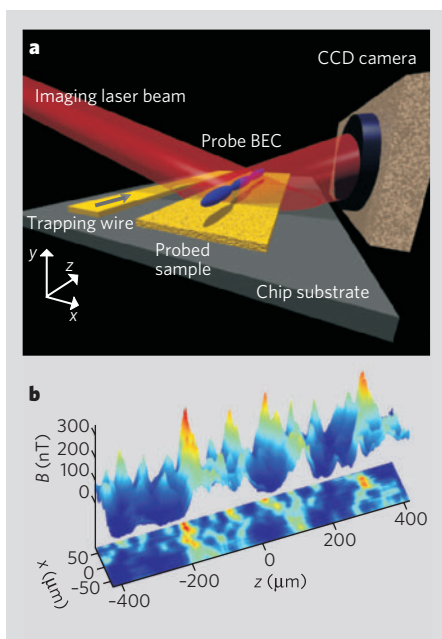 a
CCD camera
Imaging laser beam
Probe BEC
Trapping wire
Probed
sample
Chip substrate
y
z
x
b
300
200
100
0
B (nT)
50
0
−50
x (μm)
−400
−200
0
200
400
z (μm)